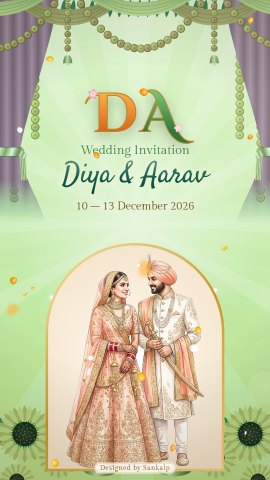 DA
Wedding Invitation
Diya & Aarav
10 — 13 December 2026
Designed by Sankalp